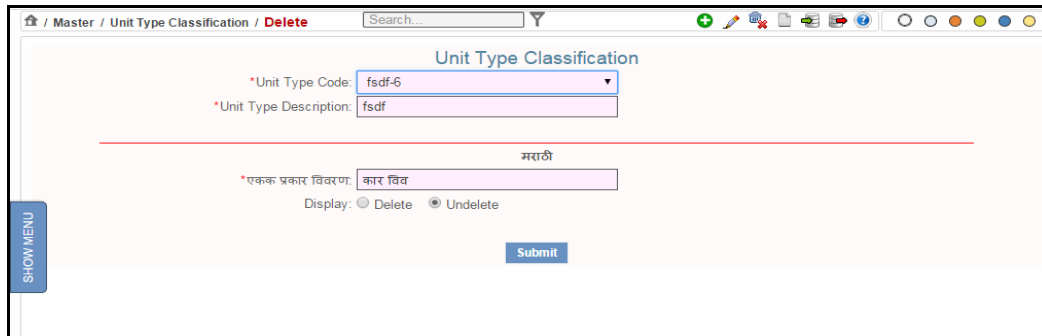 / Master / Unit Type Classification / Delete Search...
Unit Type Classification
*Unit Type Code: fsdf-6
*Unit Type Description: fsdf
मराठी
*एकक प्रकार विवरण: कार विव
Display: Delete Undelete
SHOW MENU
Submit